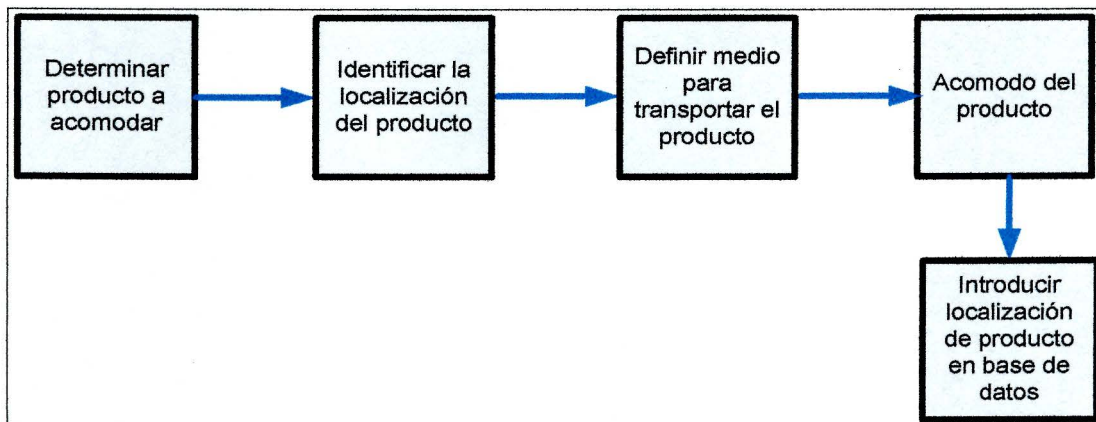 Determinar
producto a
acomodar
Identificar la
localización
del producto
Definir medio
para
transportar el
producto
Acomodo del
producto
Introducir
localización
de producto
en base de
datos